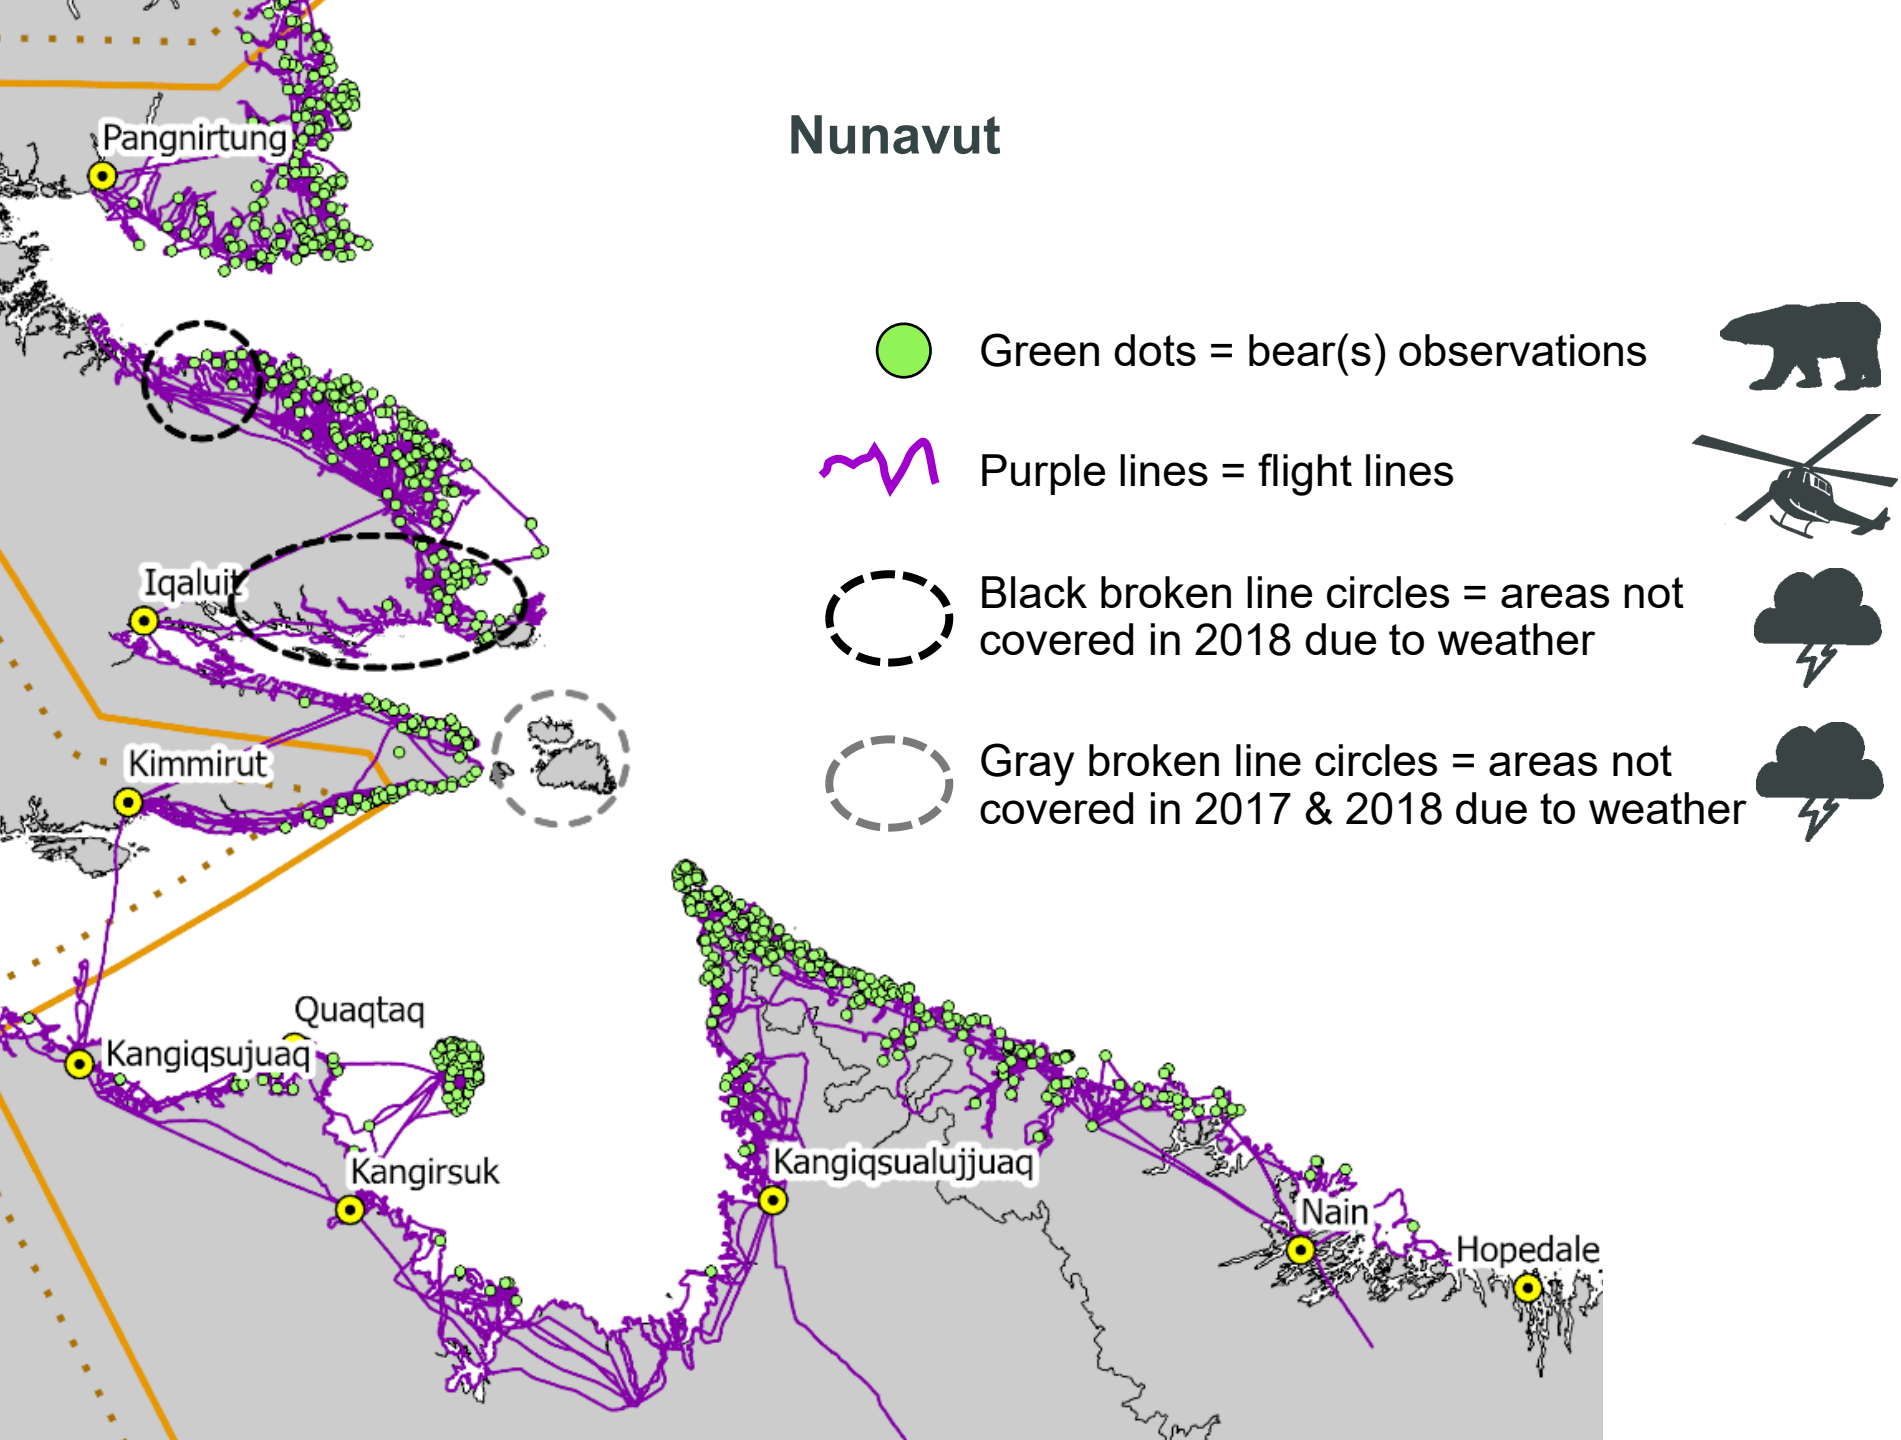 Pangnirtung
Nunavut
Green dots = bear(s) observations
Purple lines = flight lines
Iqaluit
Black broken line circles = areas not
covered in 2018 due to weather
Kimmirut
Gray broken line circles = areas not
covered in 2017 & 2018 due to weather
Quaqtaq
Kangiqsujuaq
Kangirsuk
Kangiqsualujjuaq
Nain
Hopedale